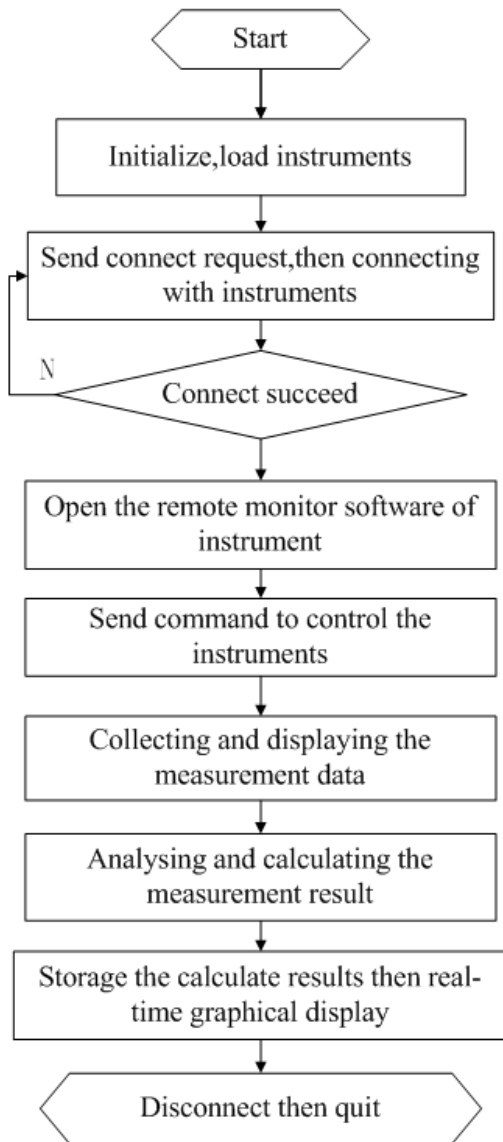 Start
Initialize,load instruments
Send connect request,then connecting
with instruments
N
Connect succeed
Open the remote monitor software of
instrument
Send command to control the
instruments
Collecting and displaying the
measurement data
Analysing and calculating the
measurement result
Storage the calculate results then real-
time graphical display
Disconnect then quit